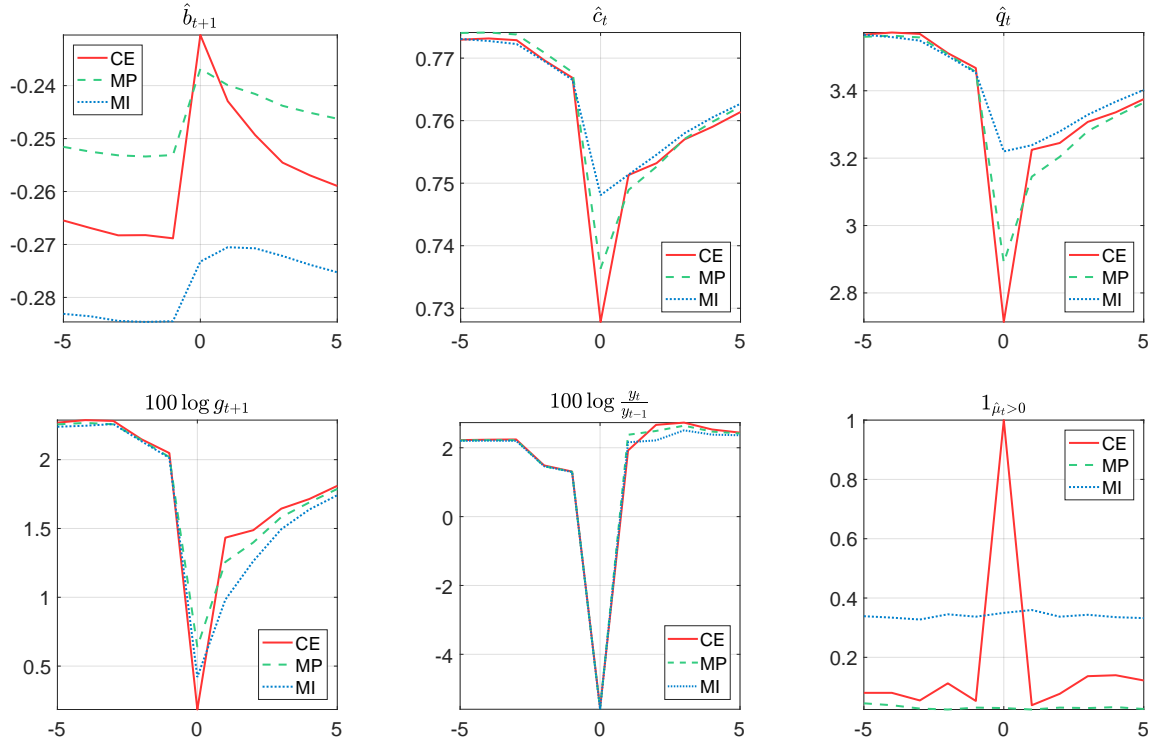 b̂_{t+1}
-0.24
-0.25
-0.26
-0.27
-0.28
-5 0 5
CE
MP
MI
ĉ_t
0.77
0.76
0.75
0.74
0.73
-5 0 5
CE
MP
MI
q̂_t
3.4
3.2
3
2.8
-5 0 5
CE
MP
MI
100 log g_{t+1}
2
1.5
1
0.5
-5 0 5
CE
MP
MI
100 log \frac{y_t}{y_{t-1}}
2
0
-2
-4
-5 0 5
CE
MP
MI
1_{μ̂_t>0}
1
0.8
0.6
0.4
0.2
-5 0 5
CE
MP
MI